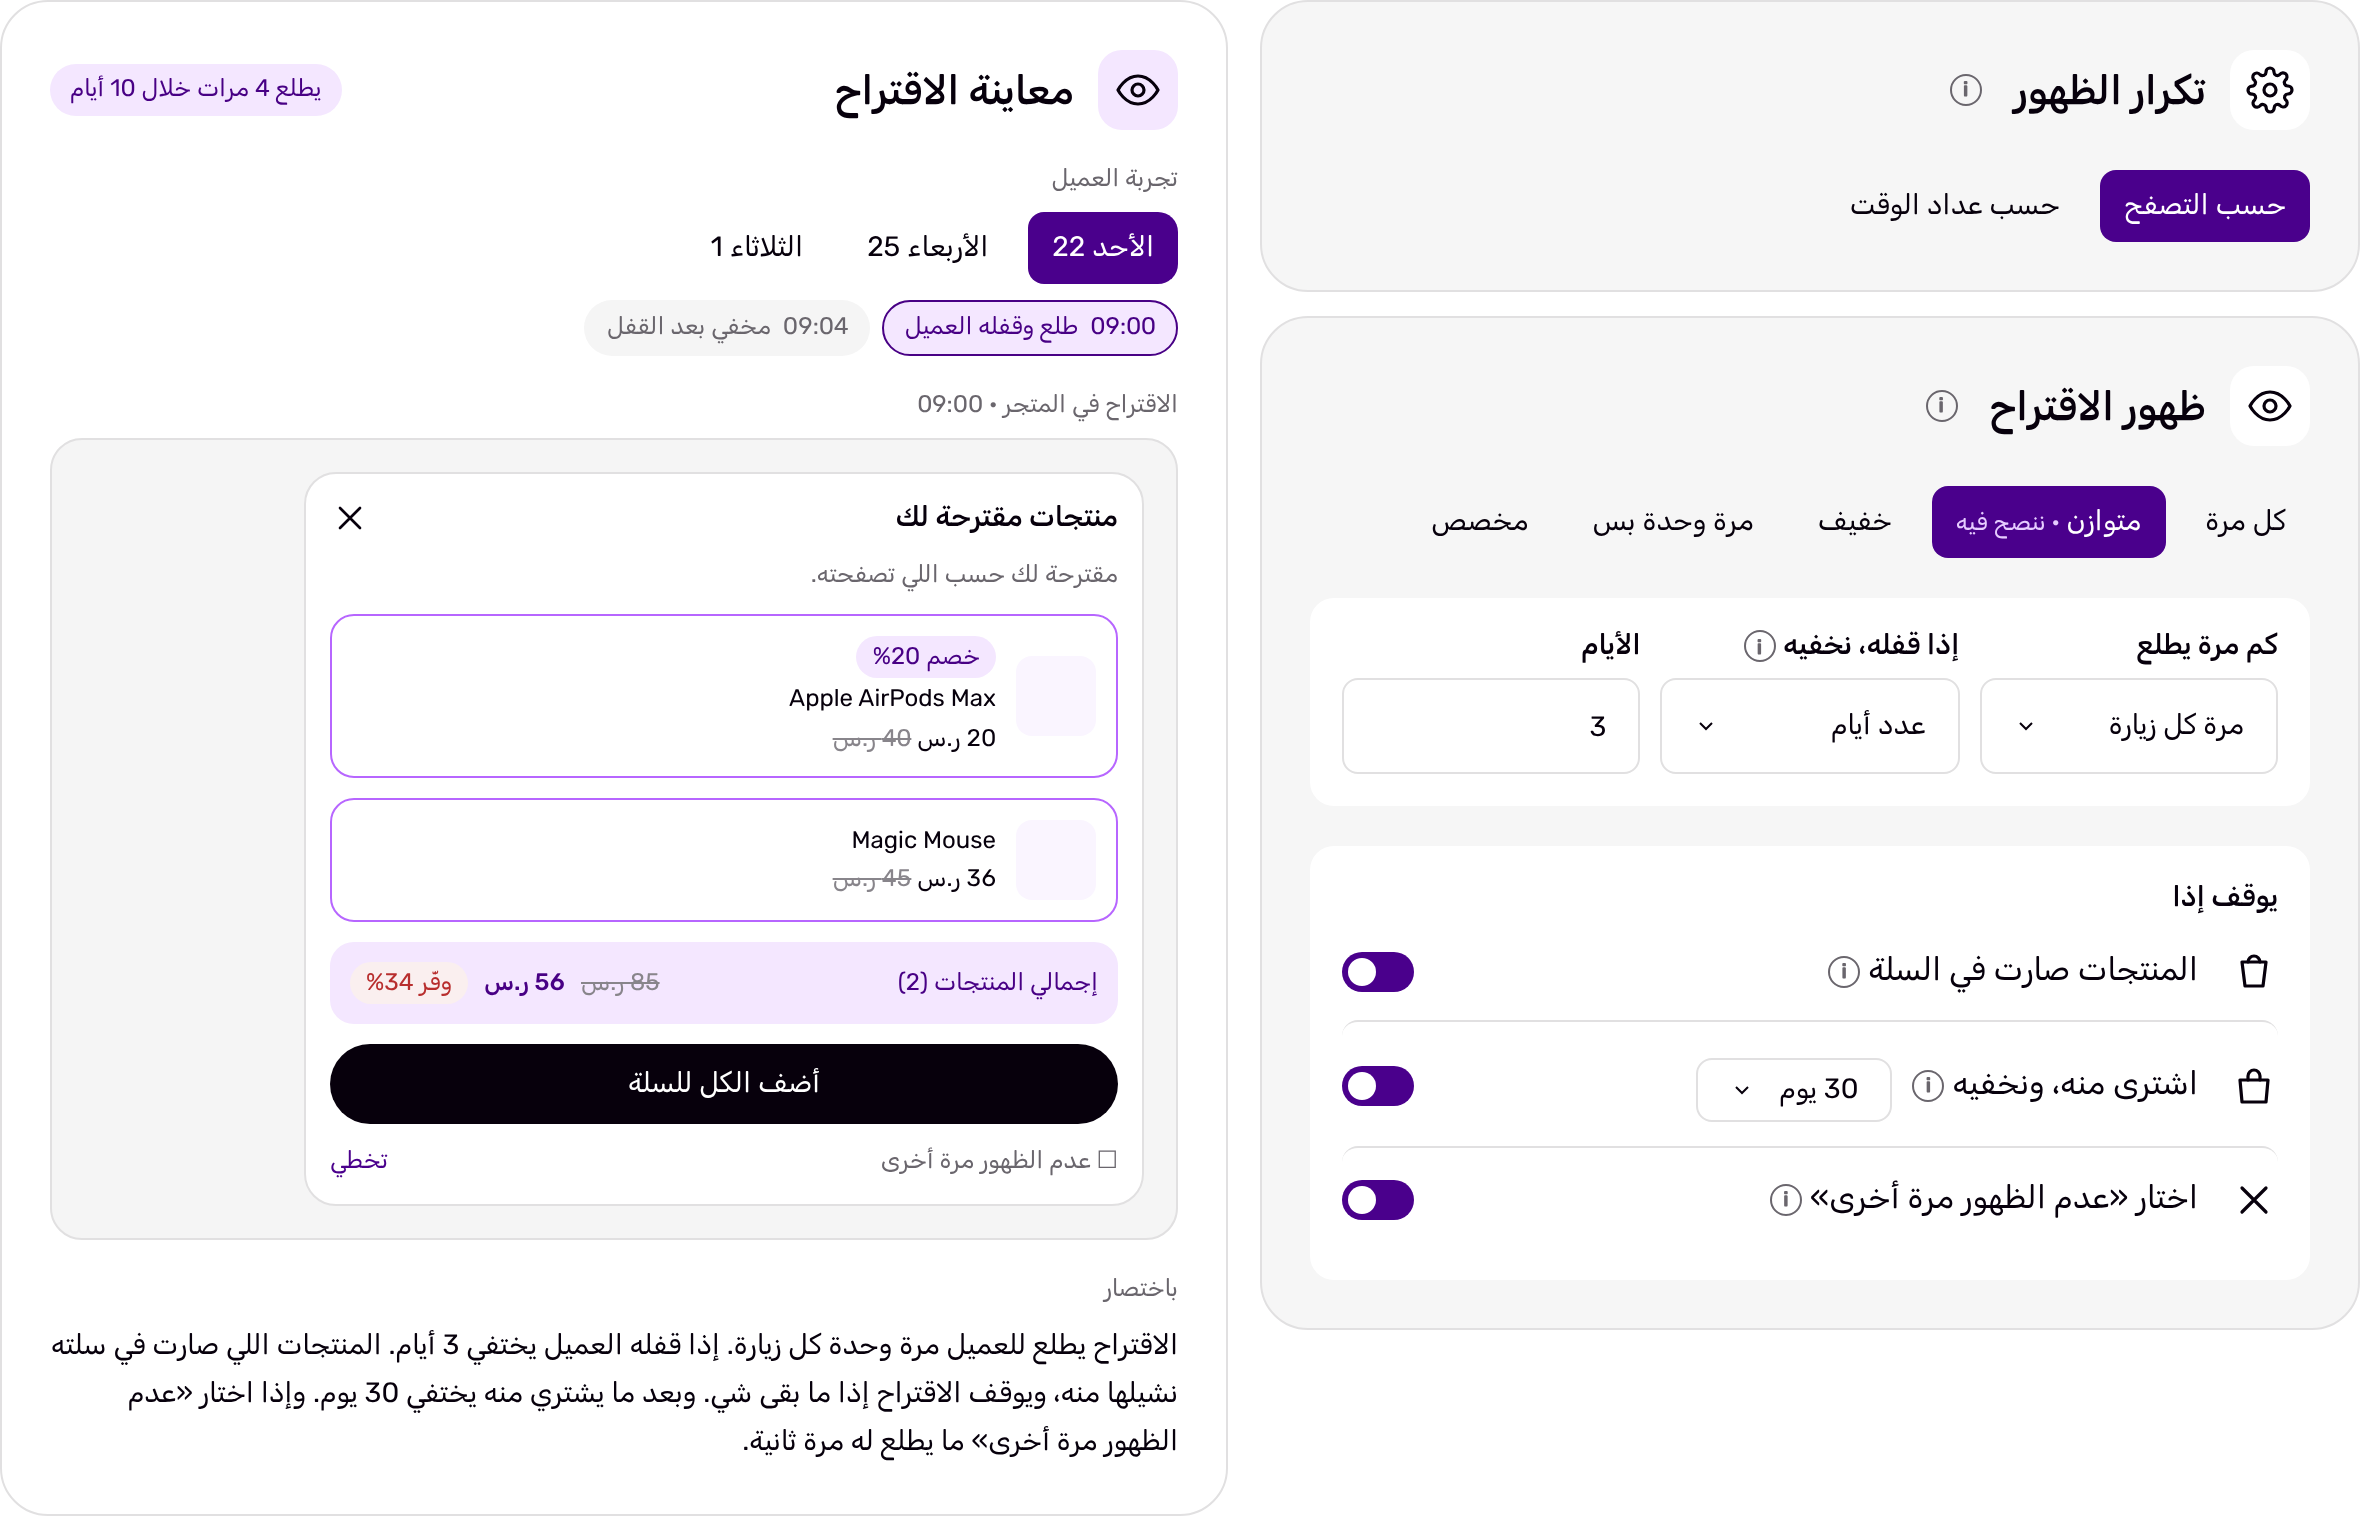 تكرار الظهور
حسب التصفح
حسب عداد الوقت
ظهور الاقتراح
كل مرة
متوازن • ننصح فيه
خفيف
مرة وحدة بس
مخصص
كم مرة يطلع
إذا قفله، نخفيه
الأيام
مرة كل زيارة
عدد أيام
3
يوقف إذا
المنتجات صارت في السلة
اشترى منه، ونخفيه
30 يوم
اختار «عدم الظهور مرة أخرى»
معاينة الاقتراح
يطلع 4 مرات خلال 10 أيام
تجربة العميل
الأحد 22
الأربعاء 25
الثلاثاء 1
09:00 طلع وقفله العميل
09:04 مخفي بعد القفل
الاقتراح في المتجر • 09:00
منتجات مقترحة لك
مقترحة لك حسب اللي تصفحته.
خصم 20%
Apple AirPods Max
20 ر.س 40 ر.س
Magic Mouse
36 ر.س 45 ر.س
إجمالي المنتجات (2)
85 ر.س 56 ر.س وفّر 34%
أضف الكل للسلة
عدم الظهور مرة أخرى
تخطي
باختصار
الاقتراح يطلع للعميل مرة وحدة كل زيارة. إذا قفله العميل يختفي 3 أيام. المنتجات اللي صارت في سلته
نشيلها منه، ويوقف الاقتراح إذا ما بقى شي. وبعد ما يشتري منه يختفي 30 يوم. وإذا اختار «عدم
الظهور مرة أخرى» ما يطلع له مرة ثانية.